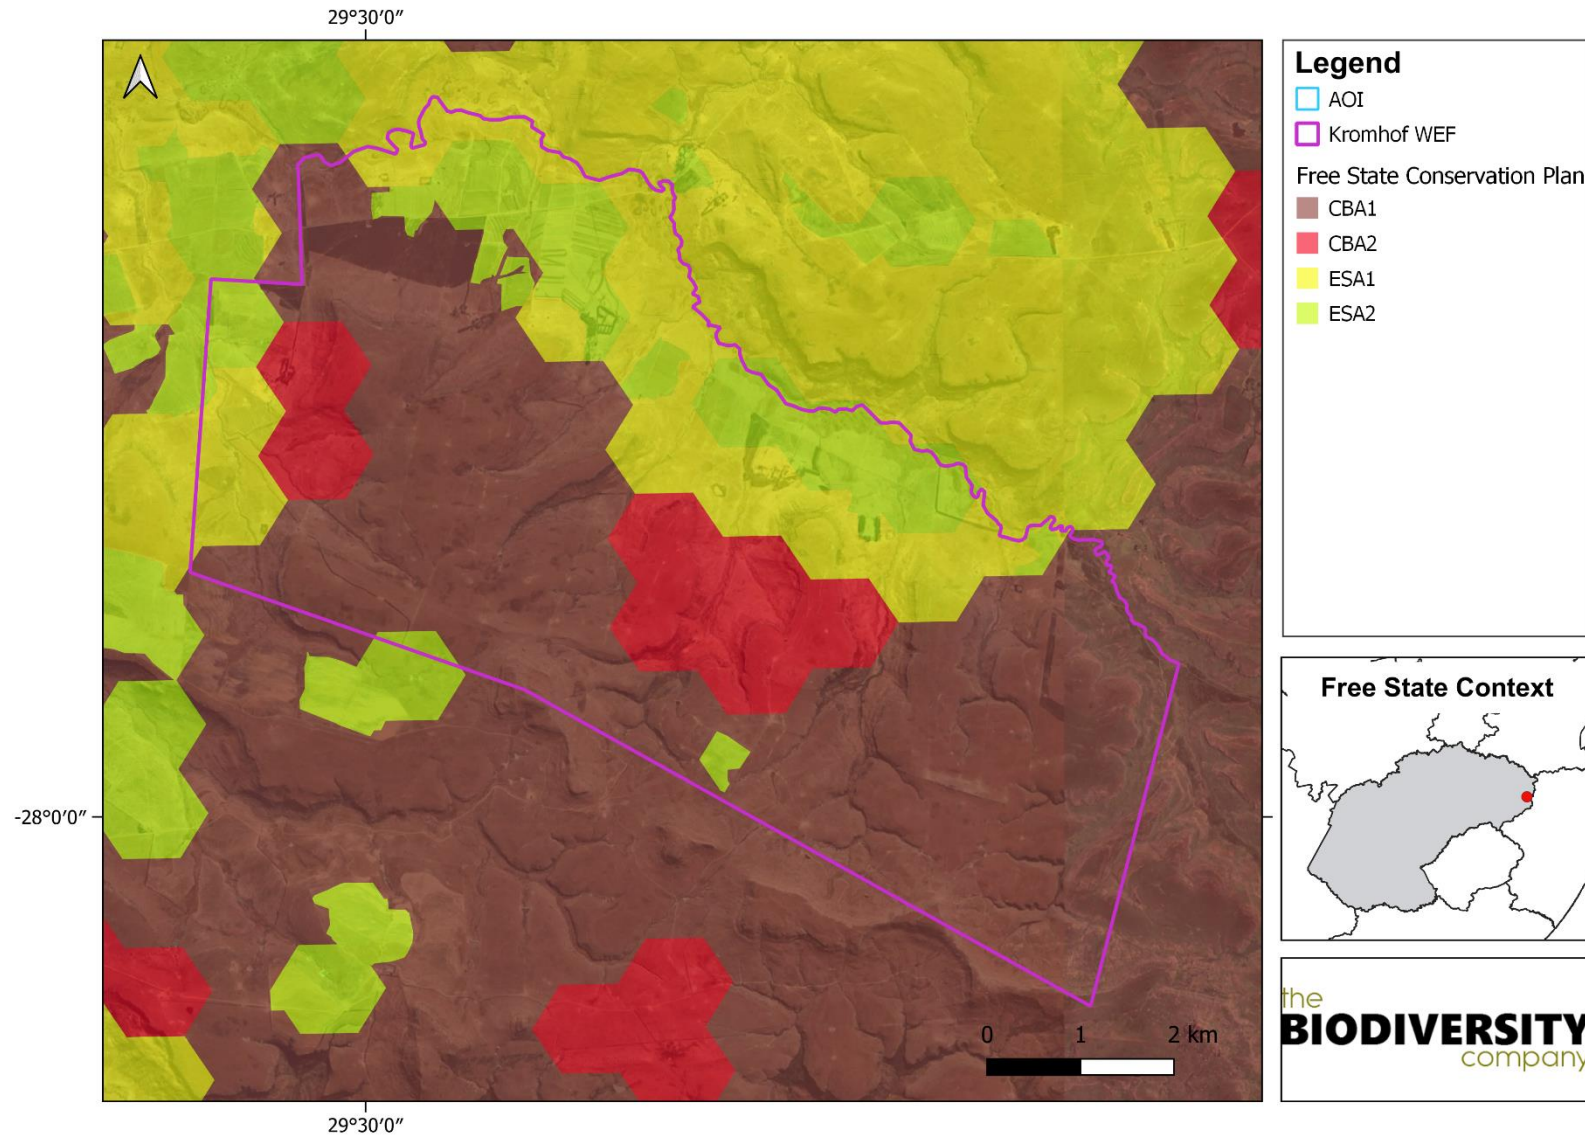 29°30′0″
Legend
AOI
Kromhof WEF
Free State Conservation Plan
CBA1
CBA2
ESA1
ESA2
Free State Context
-28°0′0″
0 1 2 km
the
BIODIVERSITY
company
29°30′0″